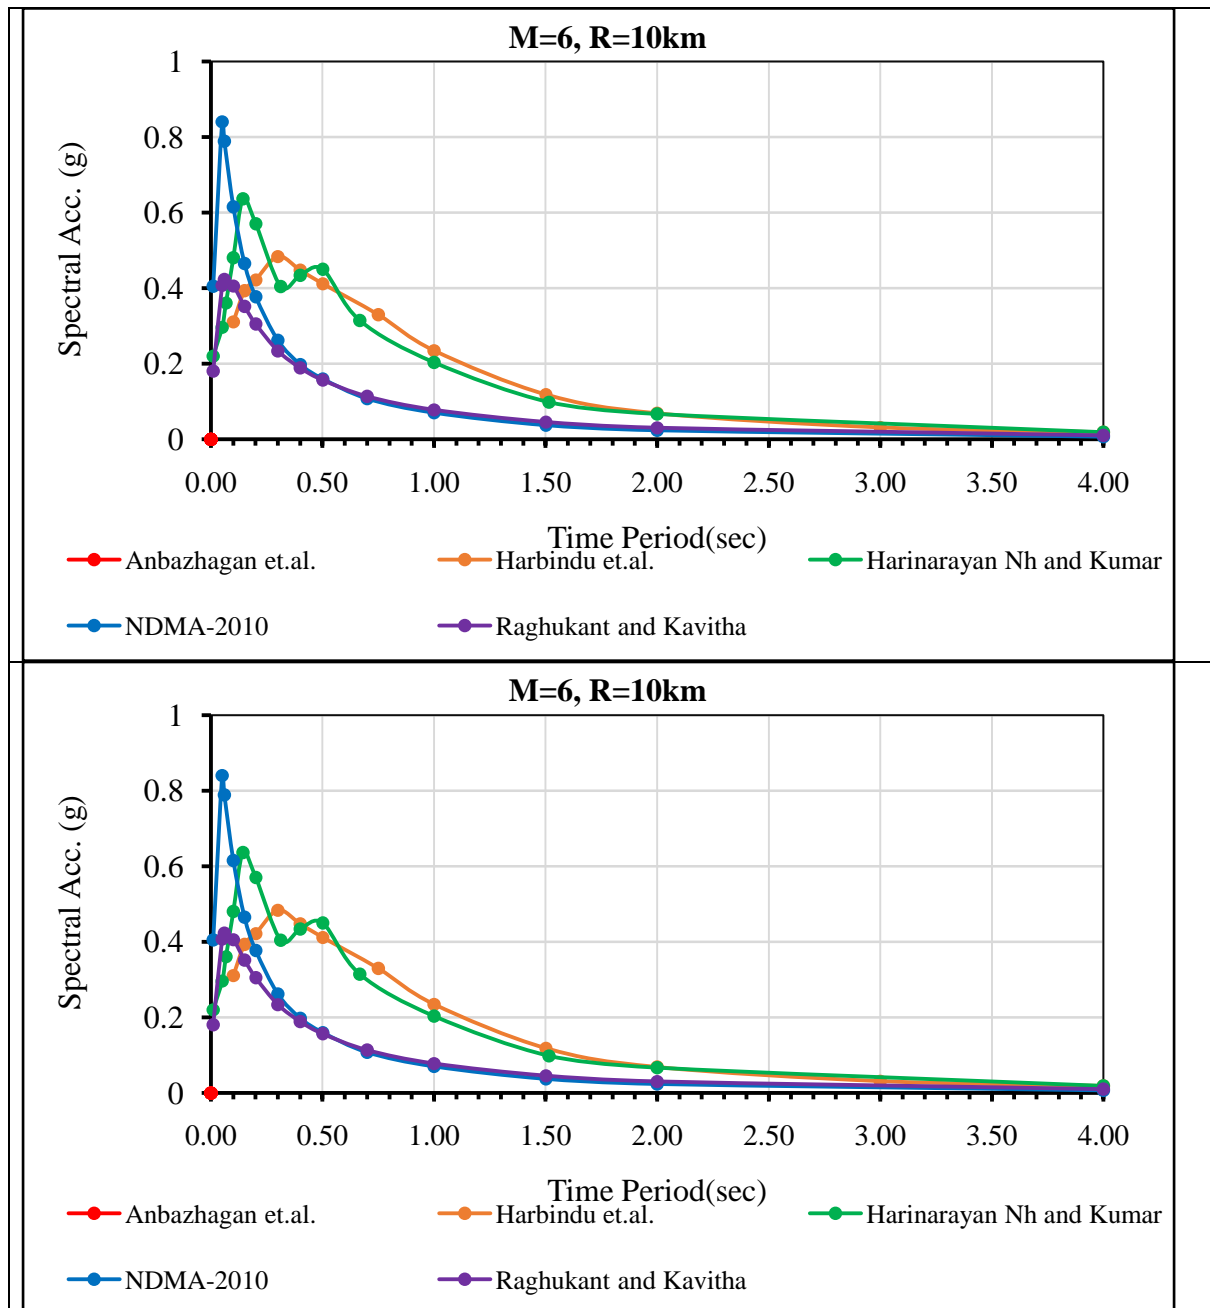 M=6, R=10km
1
0.8
0.6
0.4
0.2
0
Spectral Acc. (g)
0.00 0.50 1.00 1.50 2.00 3.00 4.00
2.50 3.50
Time Period(sec)
Anbazhagan et.al. Harbindu et.al. Harinarayan Nh and Kumar
NDMA-2010 Raghukant and Kavitha
M=6, R=10km
1
0.8
0.6
0.4
0.2
0
Spectral Acc. (g)
0.00 0.50 1.00 1.50 2.00 2.50 3.00 3.50 4.00
Time Period(sec)
Anbazhagan et.al. Harbindu et.al. Harinarayan Nh and Kumar
NDMA-2010 Raghukant and Kavitha